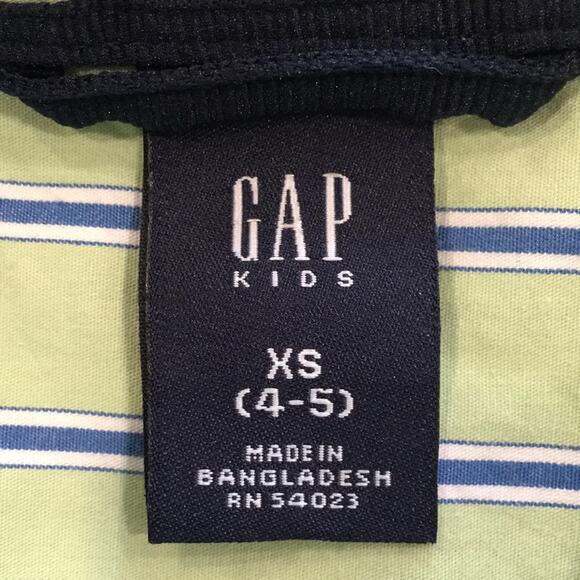 GAP
KIDS
XS
(4-5)
MADE IN
BANGLADESH
RN 54023